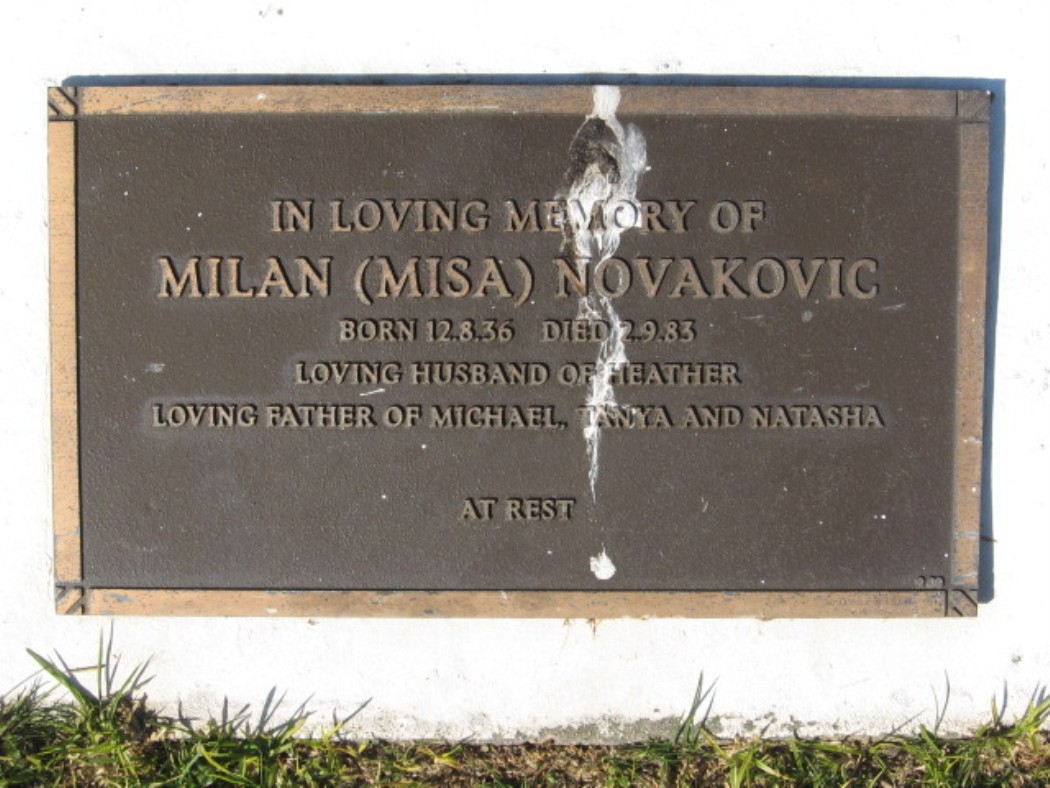 IN LOVING MEMORY OF
MILAN (MISA) NOVAKOVIC
BORN 12.8.36 DIED 2.9.83
LOVING HUSBAND OF HEATHER
LOVING FATHER OF MICHAEL, TANYA AND NATASHA
AT REST